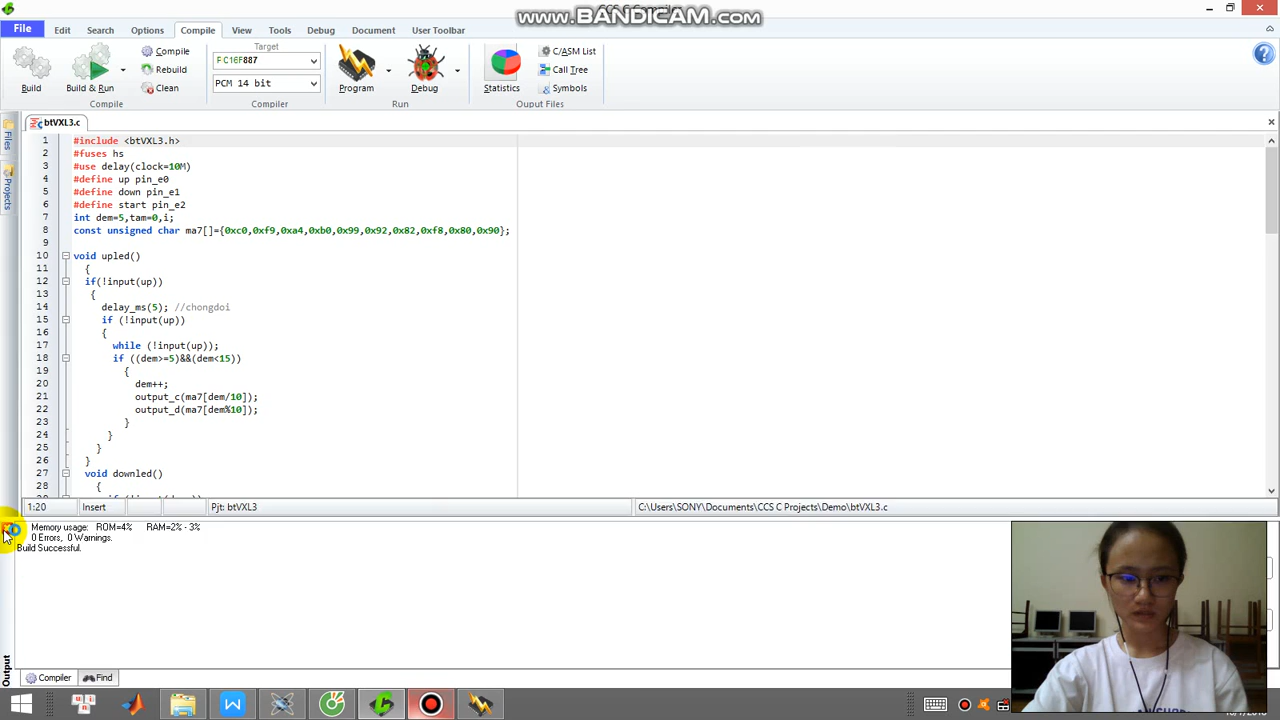 CCS C Compiler
www.BANDICAM.com
File Edit Search Options Compile View Tools Debug Document User Toolbar
Build
Build & Run
Compile
Rebuild
Clean
Compile
Target
PCM 14 bit
Compiler
Program
Debug
Run
Statistics
C/ASM List
Call Tree
Symbols
Ouput Files
Files
Projects
btVXL3.c
1 #include <btVXL3.h>
2 #fuses hs
3 #use delay(clock=10M)
4 #define up pin_e0
5 #define down pin_e1
6 #define start pin_e2
7 int dem=5,tam=0,i;
8 const unsigned char ma7[]={0xc0,0xf9,0xa4,0xb0,0x99,0x92,0x82,0xf8,0x80,0x90};
9
10 void upled()
11 {
12 if(!input(up))
13 {
14 delay_ms(5); //chongdoi
15 if (!input(up))
16 {
17 while (!input(up));
18 if ((dem>=5)&&(dem<15))
19 {
20 dem++;
21 output_c(ma7[dem/10]);
22 output_d(ma7[dem%10]);
23 }
24 }
25 }
26 }
27 void downled()
28 {
1:20 Insert Pjt: btVXL3 C:\Users\SONY\Documents\CCS C Projects\Demo\btVXL3.c
Memory usage: ROM=4% RAM=2% - 3%
0 Errors, 0 Warnings.
Build Successful.
Output
Compiler Find